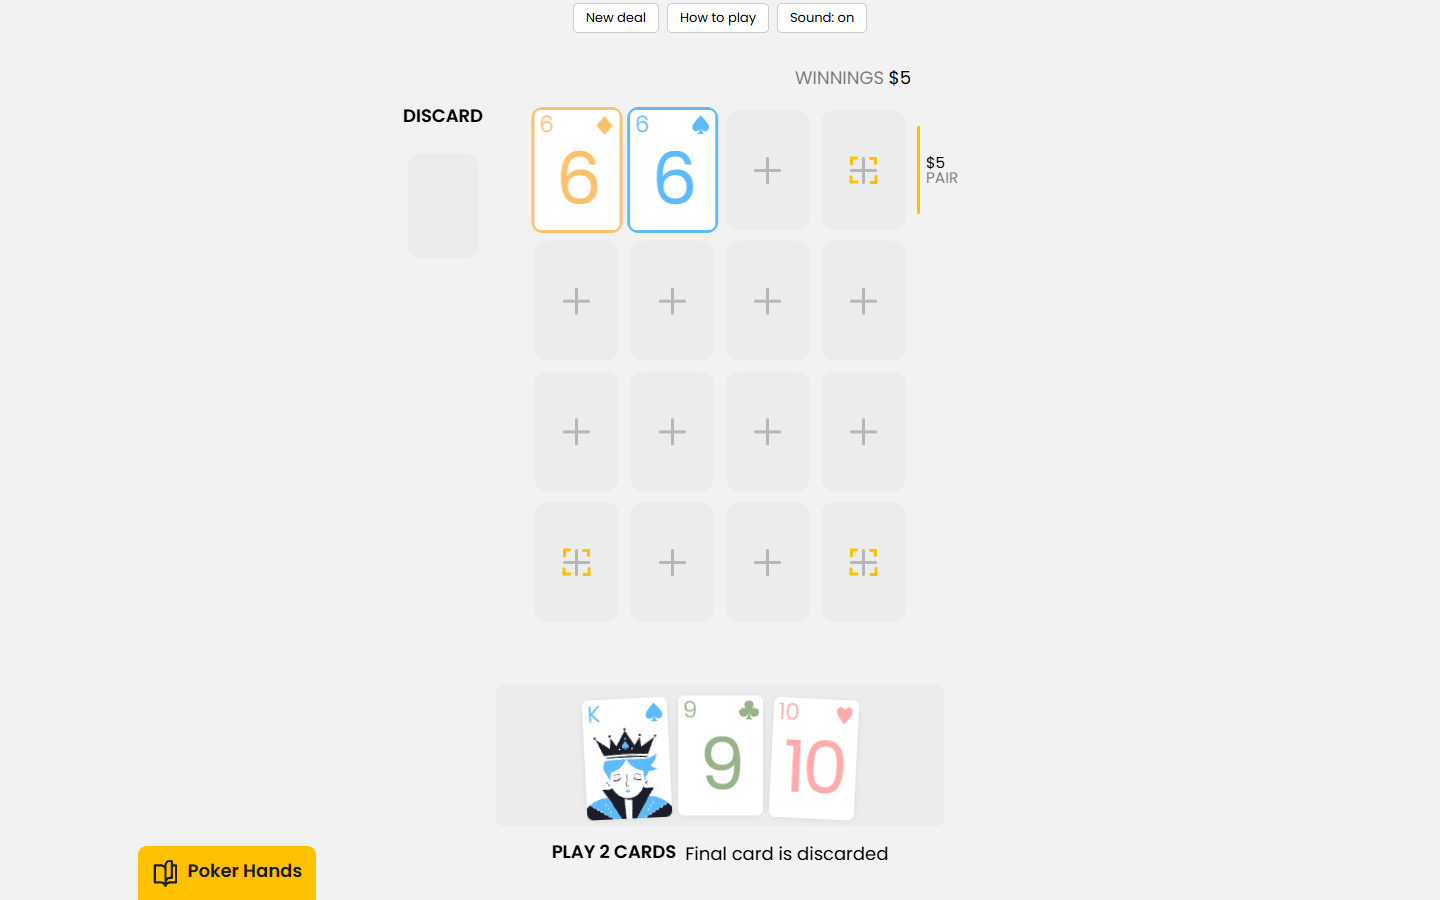 New deal
How to play
Sound: on
WINNINGS $5
DISCARD
6
6
6
6
$5
PAIR
K
9
10
9
10
PLAY 2 CARDS Final card is discarded
Poker Hands